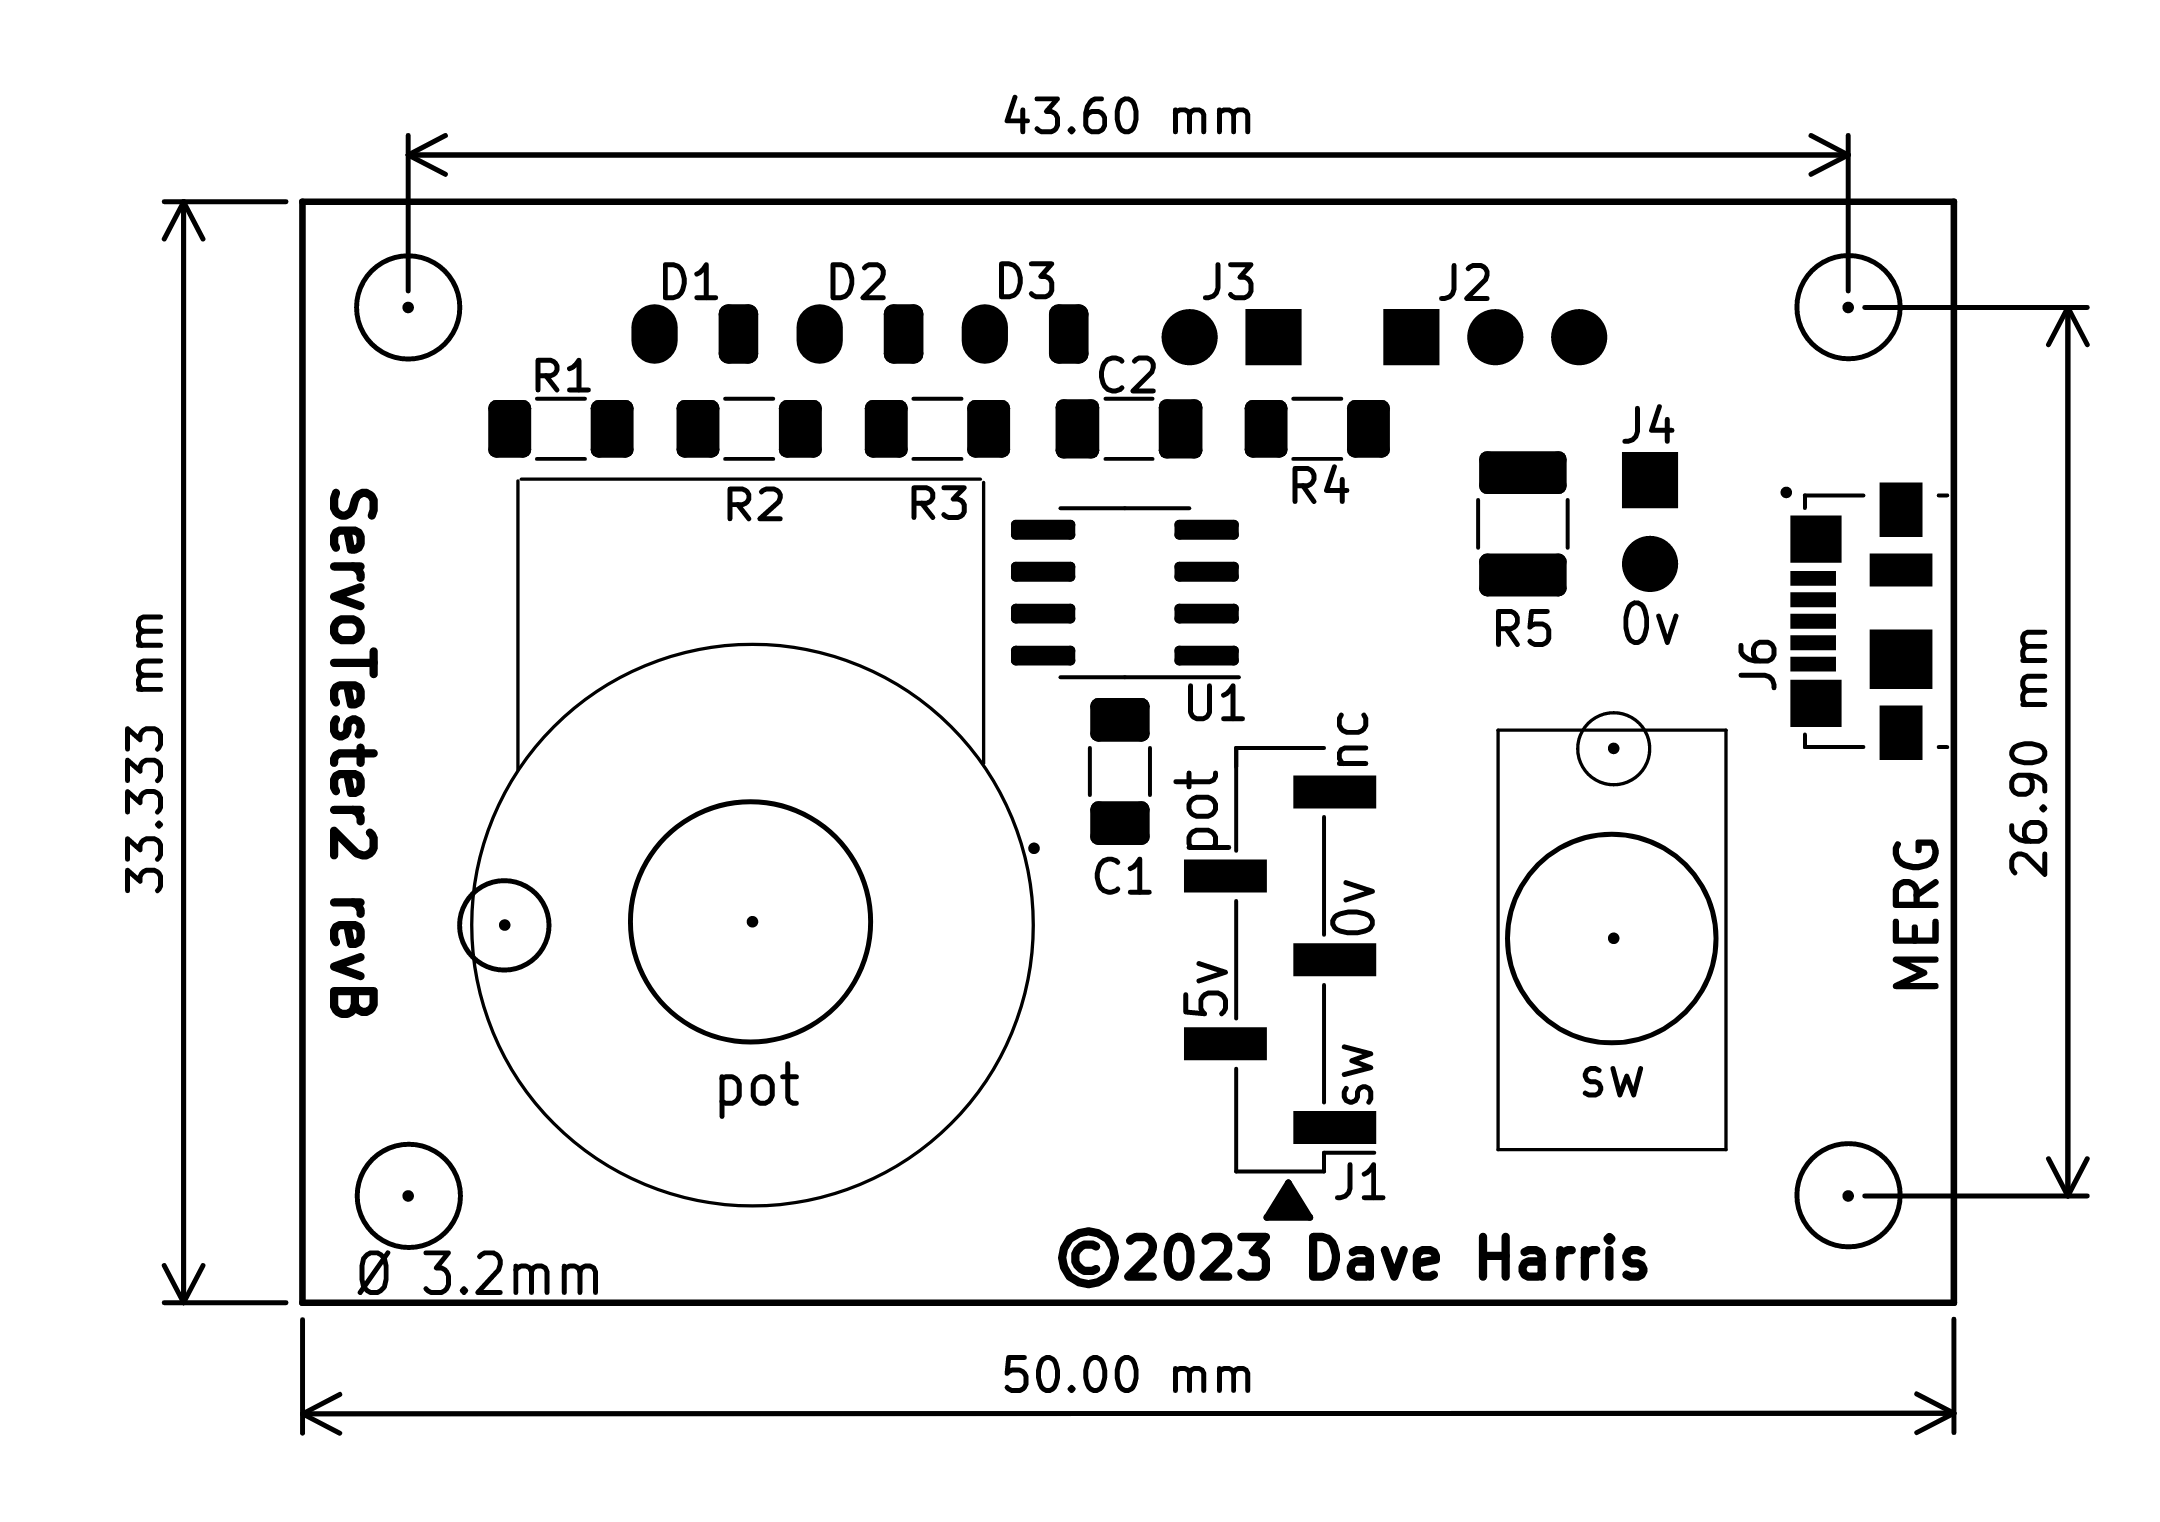 43.60 mm
D1
D2
D3
J3
J2
R1
C2
J4
R2
R3
R4
R5
0v
J6
U1
C1
nc
pot
0v
5v
sw
J1
pot
sw
ServoTester2 revB
MERG
33.333 mm
26.90 mm
Ø 3.2mm
©2023 Dave Harris
50.00 mm